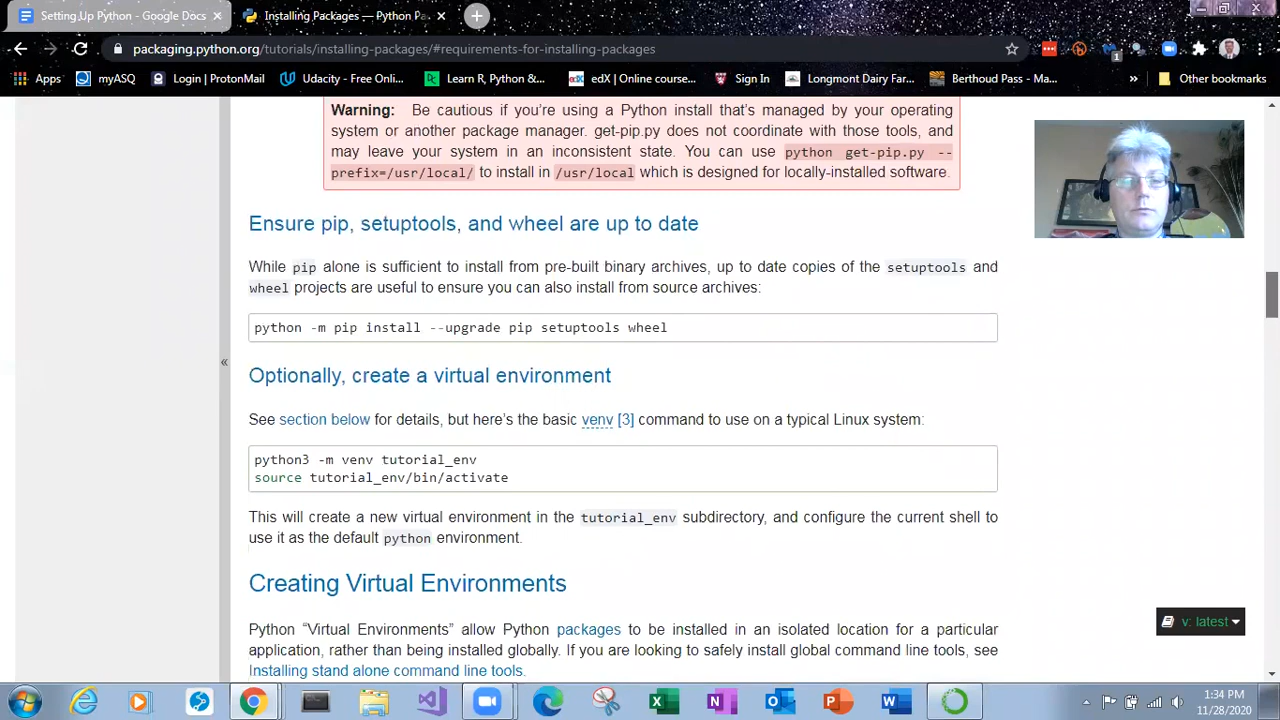 Setting Up Python - Google Docs
Installing Packages — Python Pa
packaging.python.org/tutorials/installing-packages/#requirements-for-installing-packages
1
Apps
myASQ
Login | ProtonMail
Udacity - Free Onli...
Learn R, Python &...
edX | Online course...
Sign In
Longmont Dairy Far...
Berthoud Pass - Ma...
»
Other bookmarks
Warning: Be cautious if you're using a Python install that's managed by your operating
system or another package manager. get-pip.py does not coordinate with those tools, and
may leave your system in an inconsistent state. You can use python get-pip.py --
prefix=/usr/local/ to install in /usr/local which is designed for locally-installed software.
Ensure pip, setuptools, and wheel are up to date
While pip alone is sufficient to install from pre-built binary archives, up to date copies of the setuptools and
wheel projects are useful to ensure you can also install from source archives:
python -m pip install --upgrade pip setuptools wheel
«
Optionally, create a virtual environment
See section below for details, but here's the basic venv [3] command to use on a typical Linux system:
python3 -m venv tutorial_env
source tutorial_env/bin/activate
This will create a new virtual environment in the tutorial_env subdirectory, and configure the current shell to
use it as the default python environment.
Creating Virtual Environments
Python “Virtual Environments” allow Python packages to be installed in an isolated location for a particular
application, rather than being installed globally. If you are looking to safely install global command line tools, see
Installing stand alone command line tools.
v: latest
1:34 PM
11/28/2020